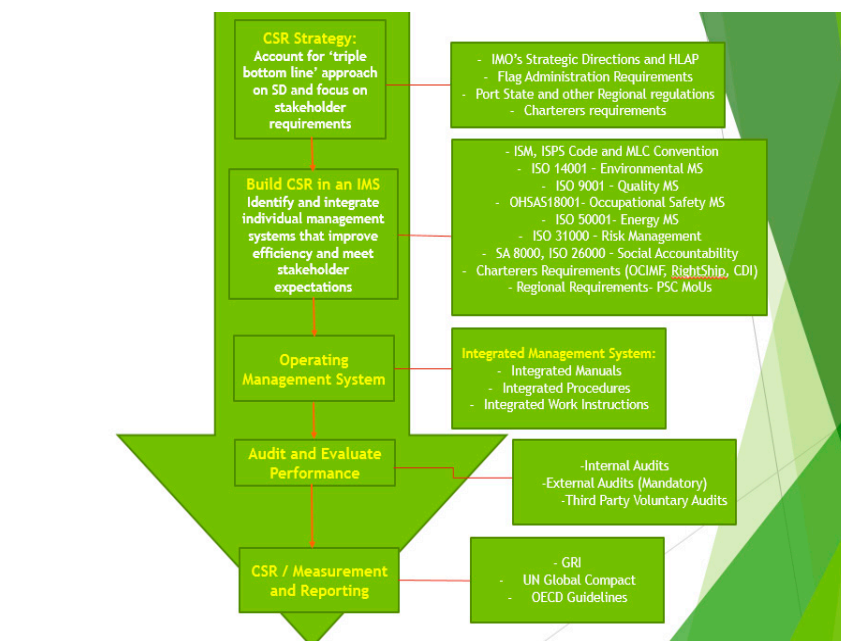 CSR Strategy:
Account for ‘triple
bottom line’ approach
on SD and focus on
stakeholder
requirements
- IMO’s Strategic Directions and HLAP
- Flag Administration Requirements
- Port State and other Regional regulations
- Charterers requirements
Build CSR in an IMS
Identify and integrate
individual management
systems that improve
efficiency and meet
stakeholder
expectations
- ISM, ISPS Code and MLC Convention
- ISO 14001 – Environmental MS
- ISO 9001 – Quality MS
- OHSAS18001- Occupational Safety MS
- ISO 50001- Energy MS
- ISO 31000 – Risk Management
- SA 8000, ISO 26000 – Social Accountability
- Charterers Requirements (OCIMF, RightShip, CDI)
- Regional Requirements- PSC MoUs
Operating
Management System
Integrated Management System:
- Integrated Manuals
- Integrated Procedures
- Integrated Work Instructions
Audit and Evaluate
Performance
-Internal Audits
-External Audits (Mandatory)
-Third Party Voluntary Audits
CSR / Measurement
and Reporting
- GRI
- UN Global Compact
- OECD Guidelines